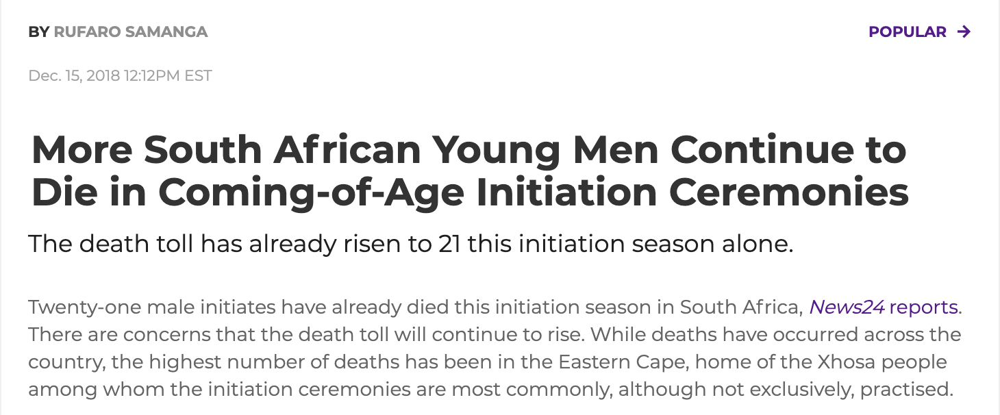 BY RUFARO SAMANGA
POPULAR →
Dec. 15, 2018 12:12PM EST
More South African Young Men Continue to
Die in Coming-of-Age Initiation Ceremonies
The death toll has already risen to 21 this initiation season alone.
Twenty-one male initiates have already died this initiation season in South Africa, News24 reports.
There are concerns that the death toll will continue to rise. While deaths have occurred across the
country, the highest number of deaths has been in the Eastern Cape, home of the Xhosa people
among whom the initiation ceremonies are most commonly, although not exclusively, practised.